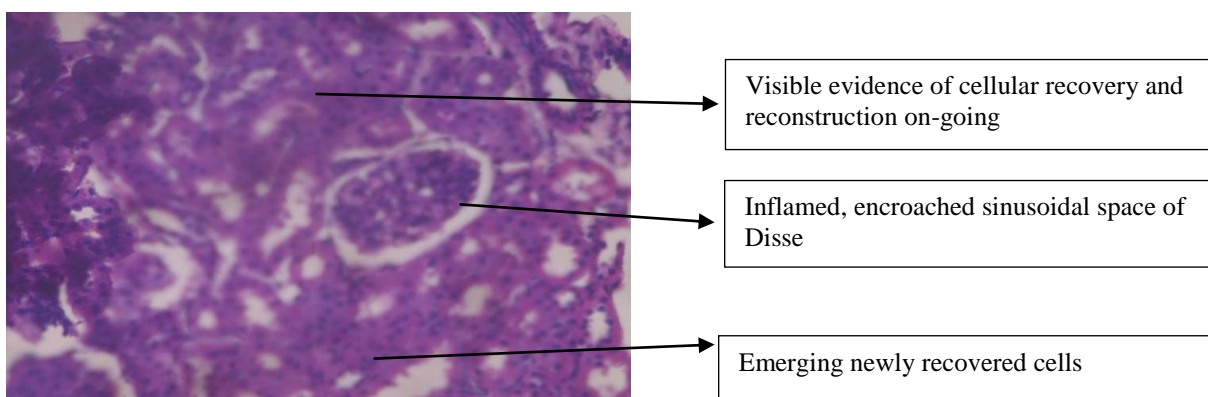 Visible evidence of cellular recovery and
reconstruction on-going
Inflamed, encroached sinusoidal space of
Disse
Emerging newly recovered cells